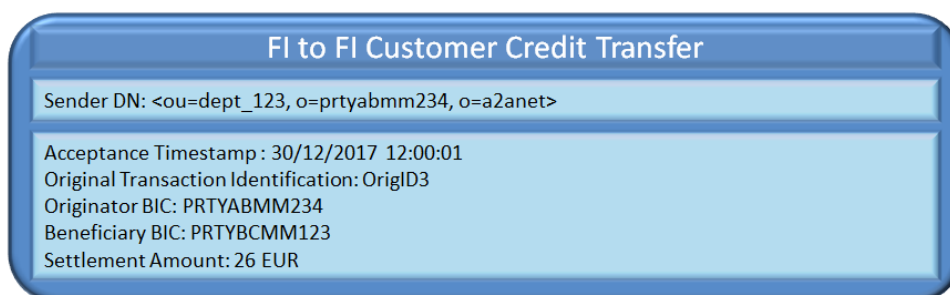 FI to FI Customer Credit Transfer
Sender DN: <ou=dept_123, o=prtyabmm234, o=a2anet>
Acceptance Timestamp : 30/12/2017 12:00:01
Original Transaction Identification: OrigID3
Originator BIC: PRTYABMM234
Beneficiary BIC: PRTYBCMM123
Settlement Amount: 26 EUR